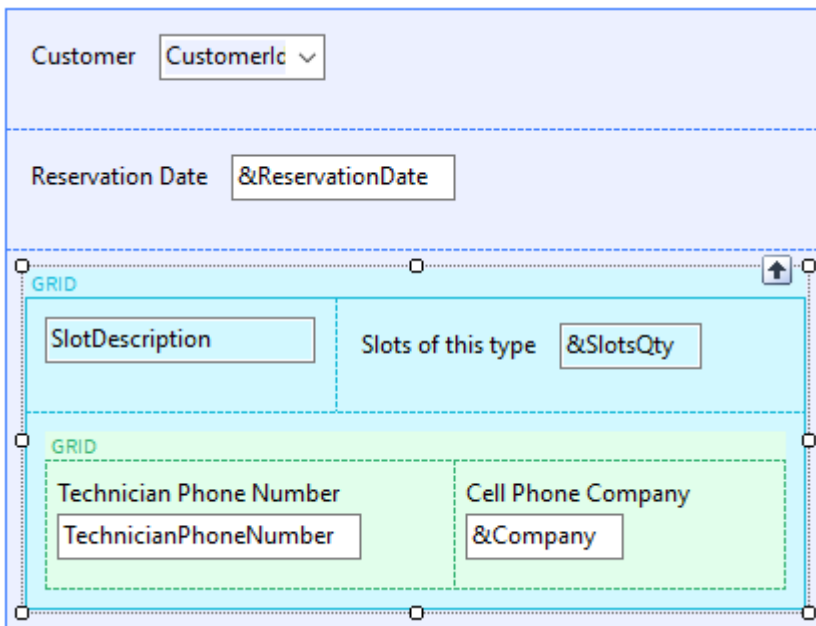 Customer CustomerId
Reservation Date &ReservationDate
GRID
SlotDescription Slots of this type &SlotsQty
GRID
Technician Phone Number Cell Phone Company
TechnicianPhoneNumber &Company